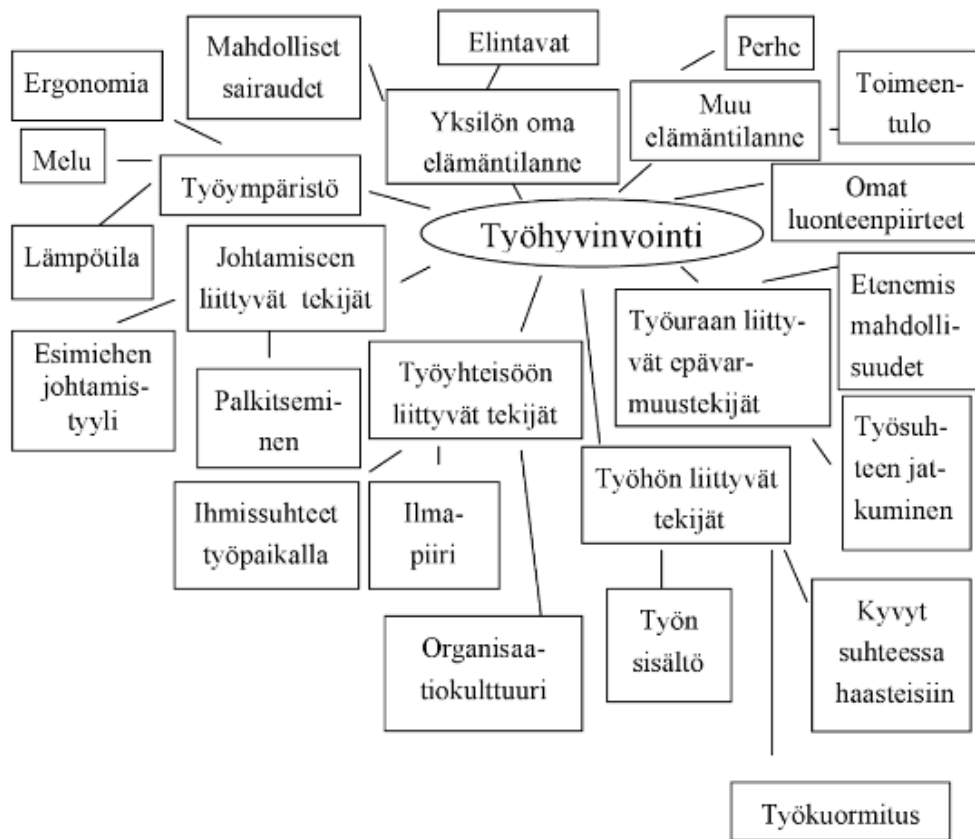 Elintavat
Perhe
Mahdolliset
sairaudet
Ergonomia
Toimeen-
tulo
Muu
elämäntilanne
Yksilön oma
elämäntilanne
Melu
Työympäristö
Omat
luonteenpiirteet
Työhyvinvointi
Lämpötila
Johtamiseen
liittyvät tekijät
Etenemis
mahdolli-
suudet
Työuraan liitty-
vät epävar-
muustekijät
Esimiehen
johtamis-
tyyli
Työyhteisöön
liittyvät tekijät
Palkitsemi-
nen
Työsuh-
teen jat-
kuminen
Työhön liittyvät
tekijät
Ihmissuhteet
työpaikalla
Ilma-
piiri
Kyvyt
suhteessa
haasteisiin
Työn
sisältö
Organisaa-
tiokulttuuri
Työkuormitus